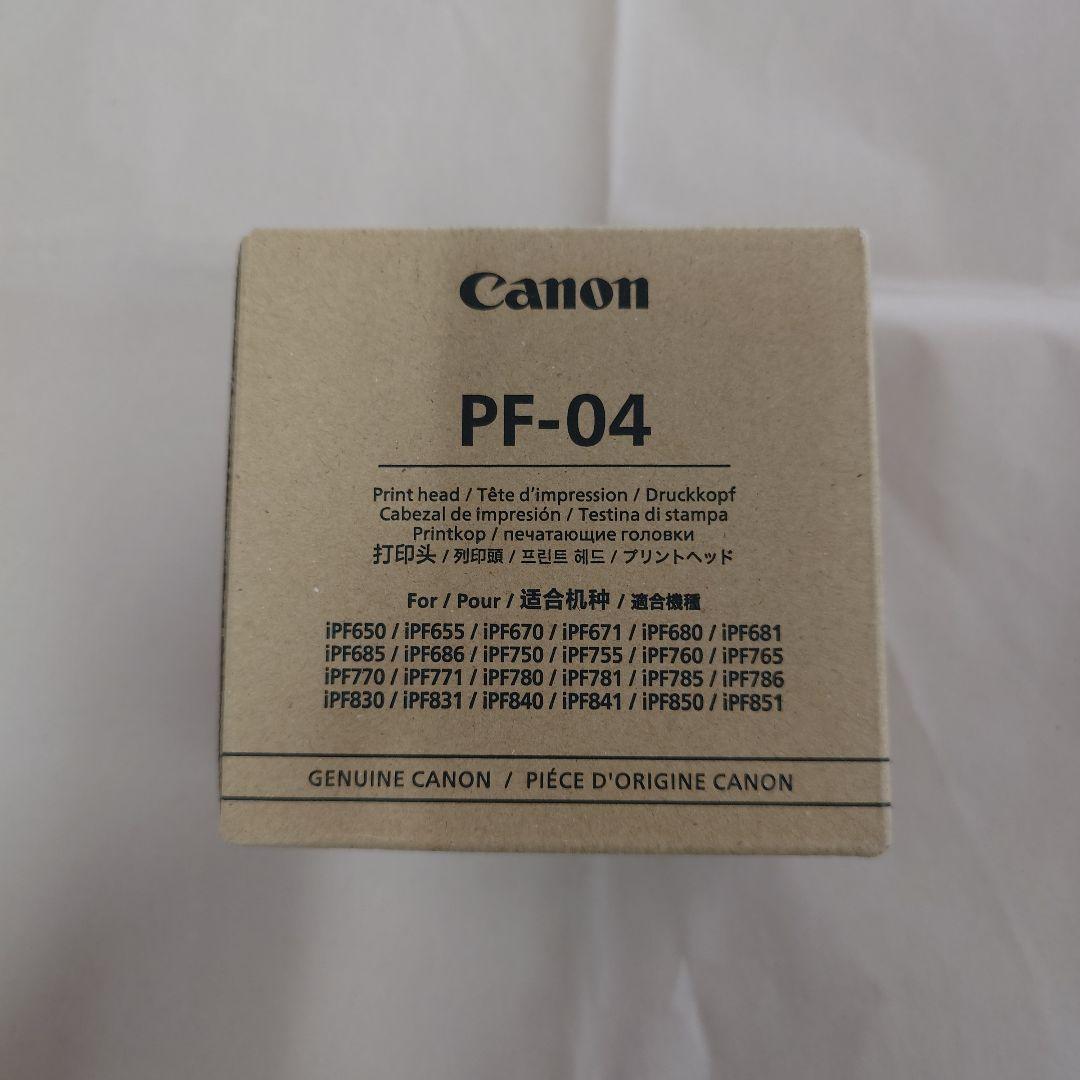 Canon
PF-04
Print head / Tête d'impression / Druckkopf
Cabezal de impresión / Testina di stampa
Printkop / печатающие головки
打印头 / 列印頭 / 프린트 헤드 / プリントヘッド
For / Pour / 适合机种 / 適合機種
iPF650 / iPF655 / iPF670 / iPF671 / iPF680 / iPF681
iPF685 / iPF686 / iPF750 / iPF755 / iPF760 / iPF765
iPF770 / iPF771 / iPF780 / iPF781 / iPF785 / iPF786
iPF830 / iPF831 / iPF840 / iPF841 / iPF850 / iPF851
GENUINE CANON / PIÉCE D'ORIGINE CANON